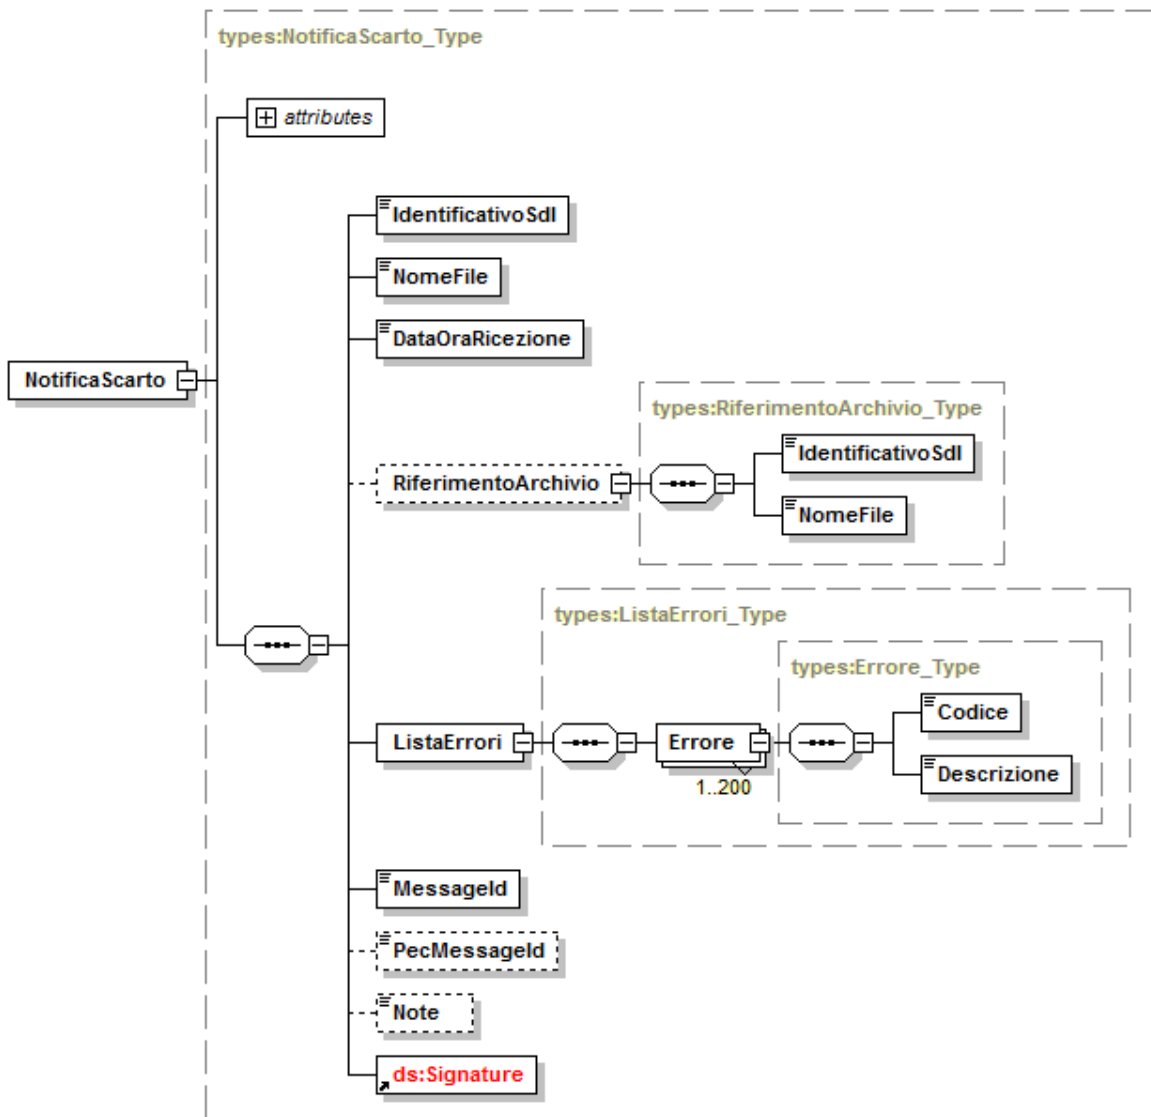 types:NotificaScarto_Type
attributes
IdentificativoSdI
NomeFile
DataOraRicezione
NotificaScarto
types:RiferimentoArchivio_Type
RiferimentoArchivio
IdentificativoSdI
NomeFile
types:ListaErrori_Type
types:Errore_Type
ListaErrori
Errore
1..200
Codice
Descrizione
MessageId
PecMessageId
Note
ds:Signature